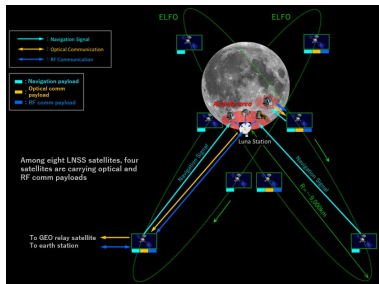 ELFO
ELFO
: Navigation Signal
: Optical Communication
: RF Communication
: Navigation payload
: Optical comm
payload
: RF comm payload
Luna Station
Among eight LNSS satellites, four
satellites are carrying optical and
RF comm payloads
Navigation Signal
Navigation Signal
To GEO relay satellite
To earth station